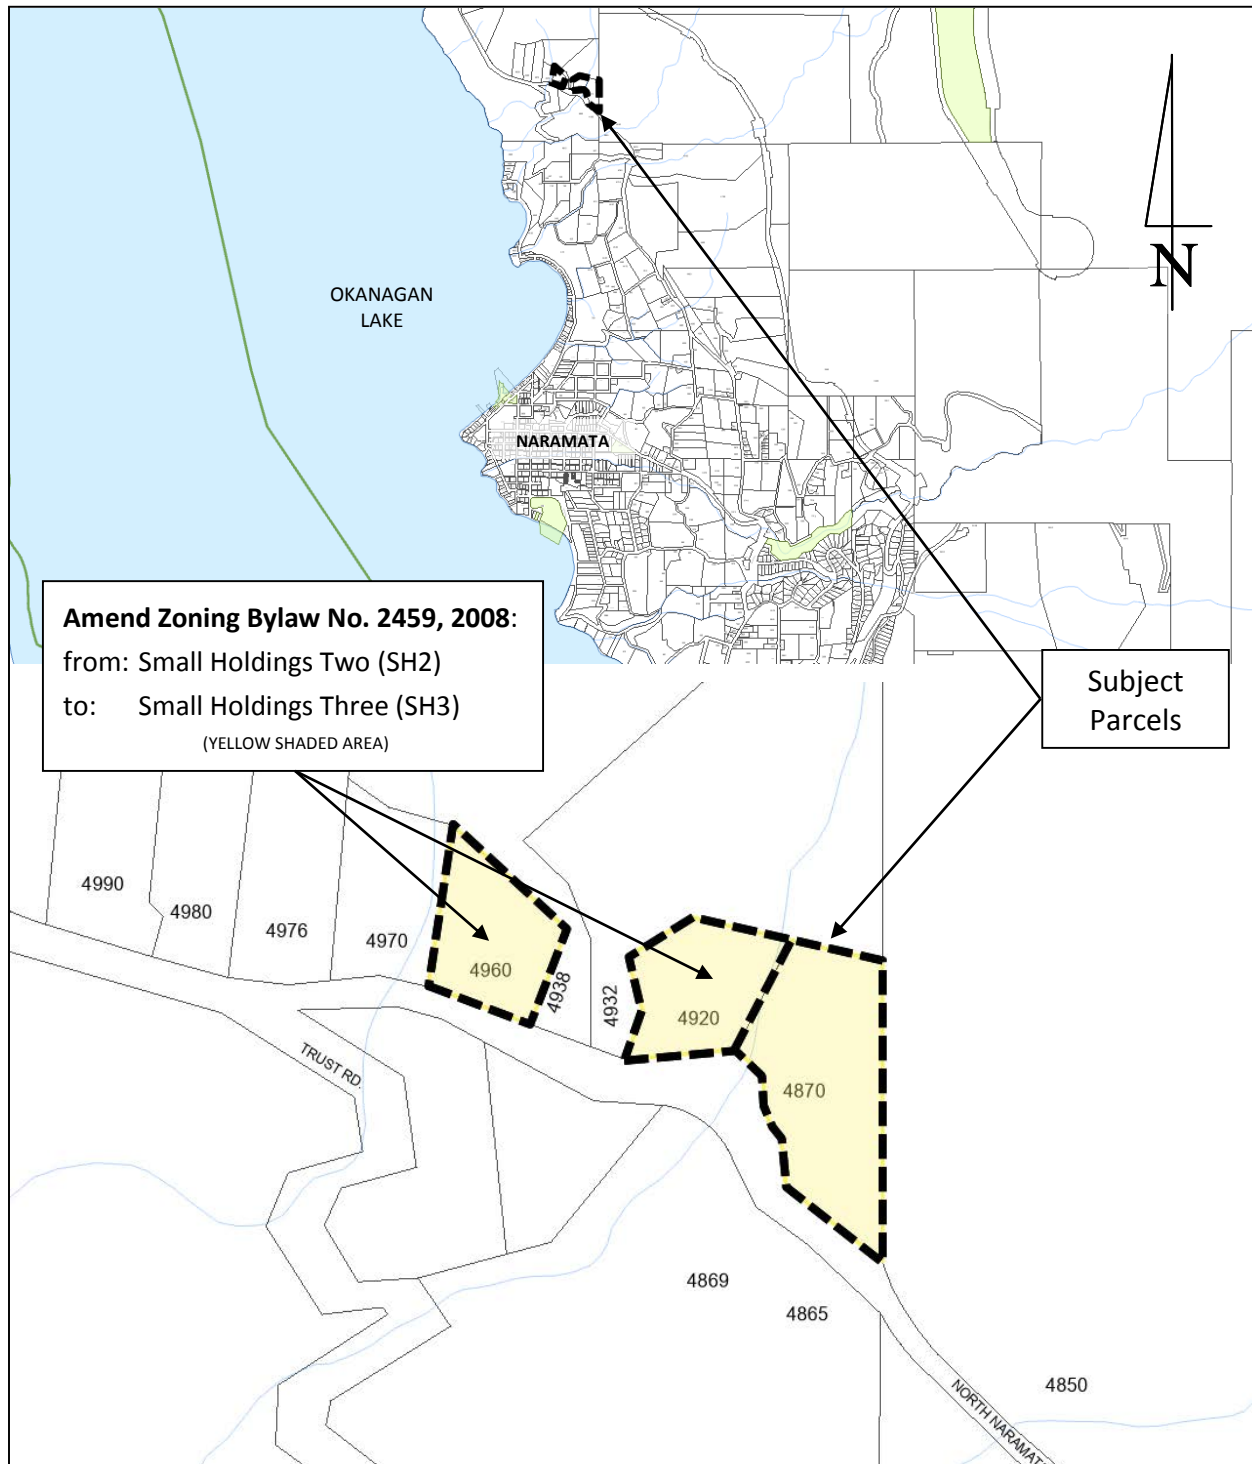 OKANAGAN
LAKE
N
NARAMATA
Amend Zoning Bylaw No. 2459, 2008:
from: Small Holdings Two (SH2)
to: Small Holdings Three (SH3)
(YELLOW SHADED AREA)
Subject
Parcels
4990
4980
4976
4970
4960
4938
4932
4920
4870
TRUST RD.
4869
4865
4850
NORTH NARAMAT